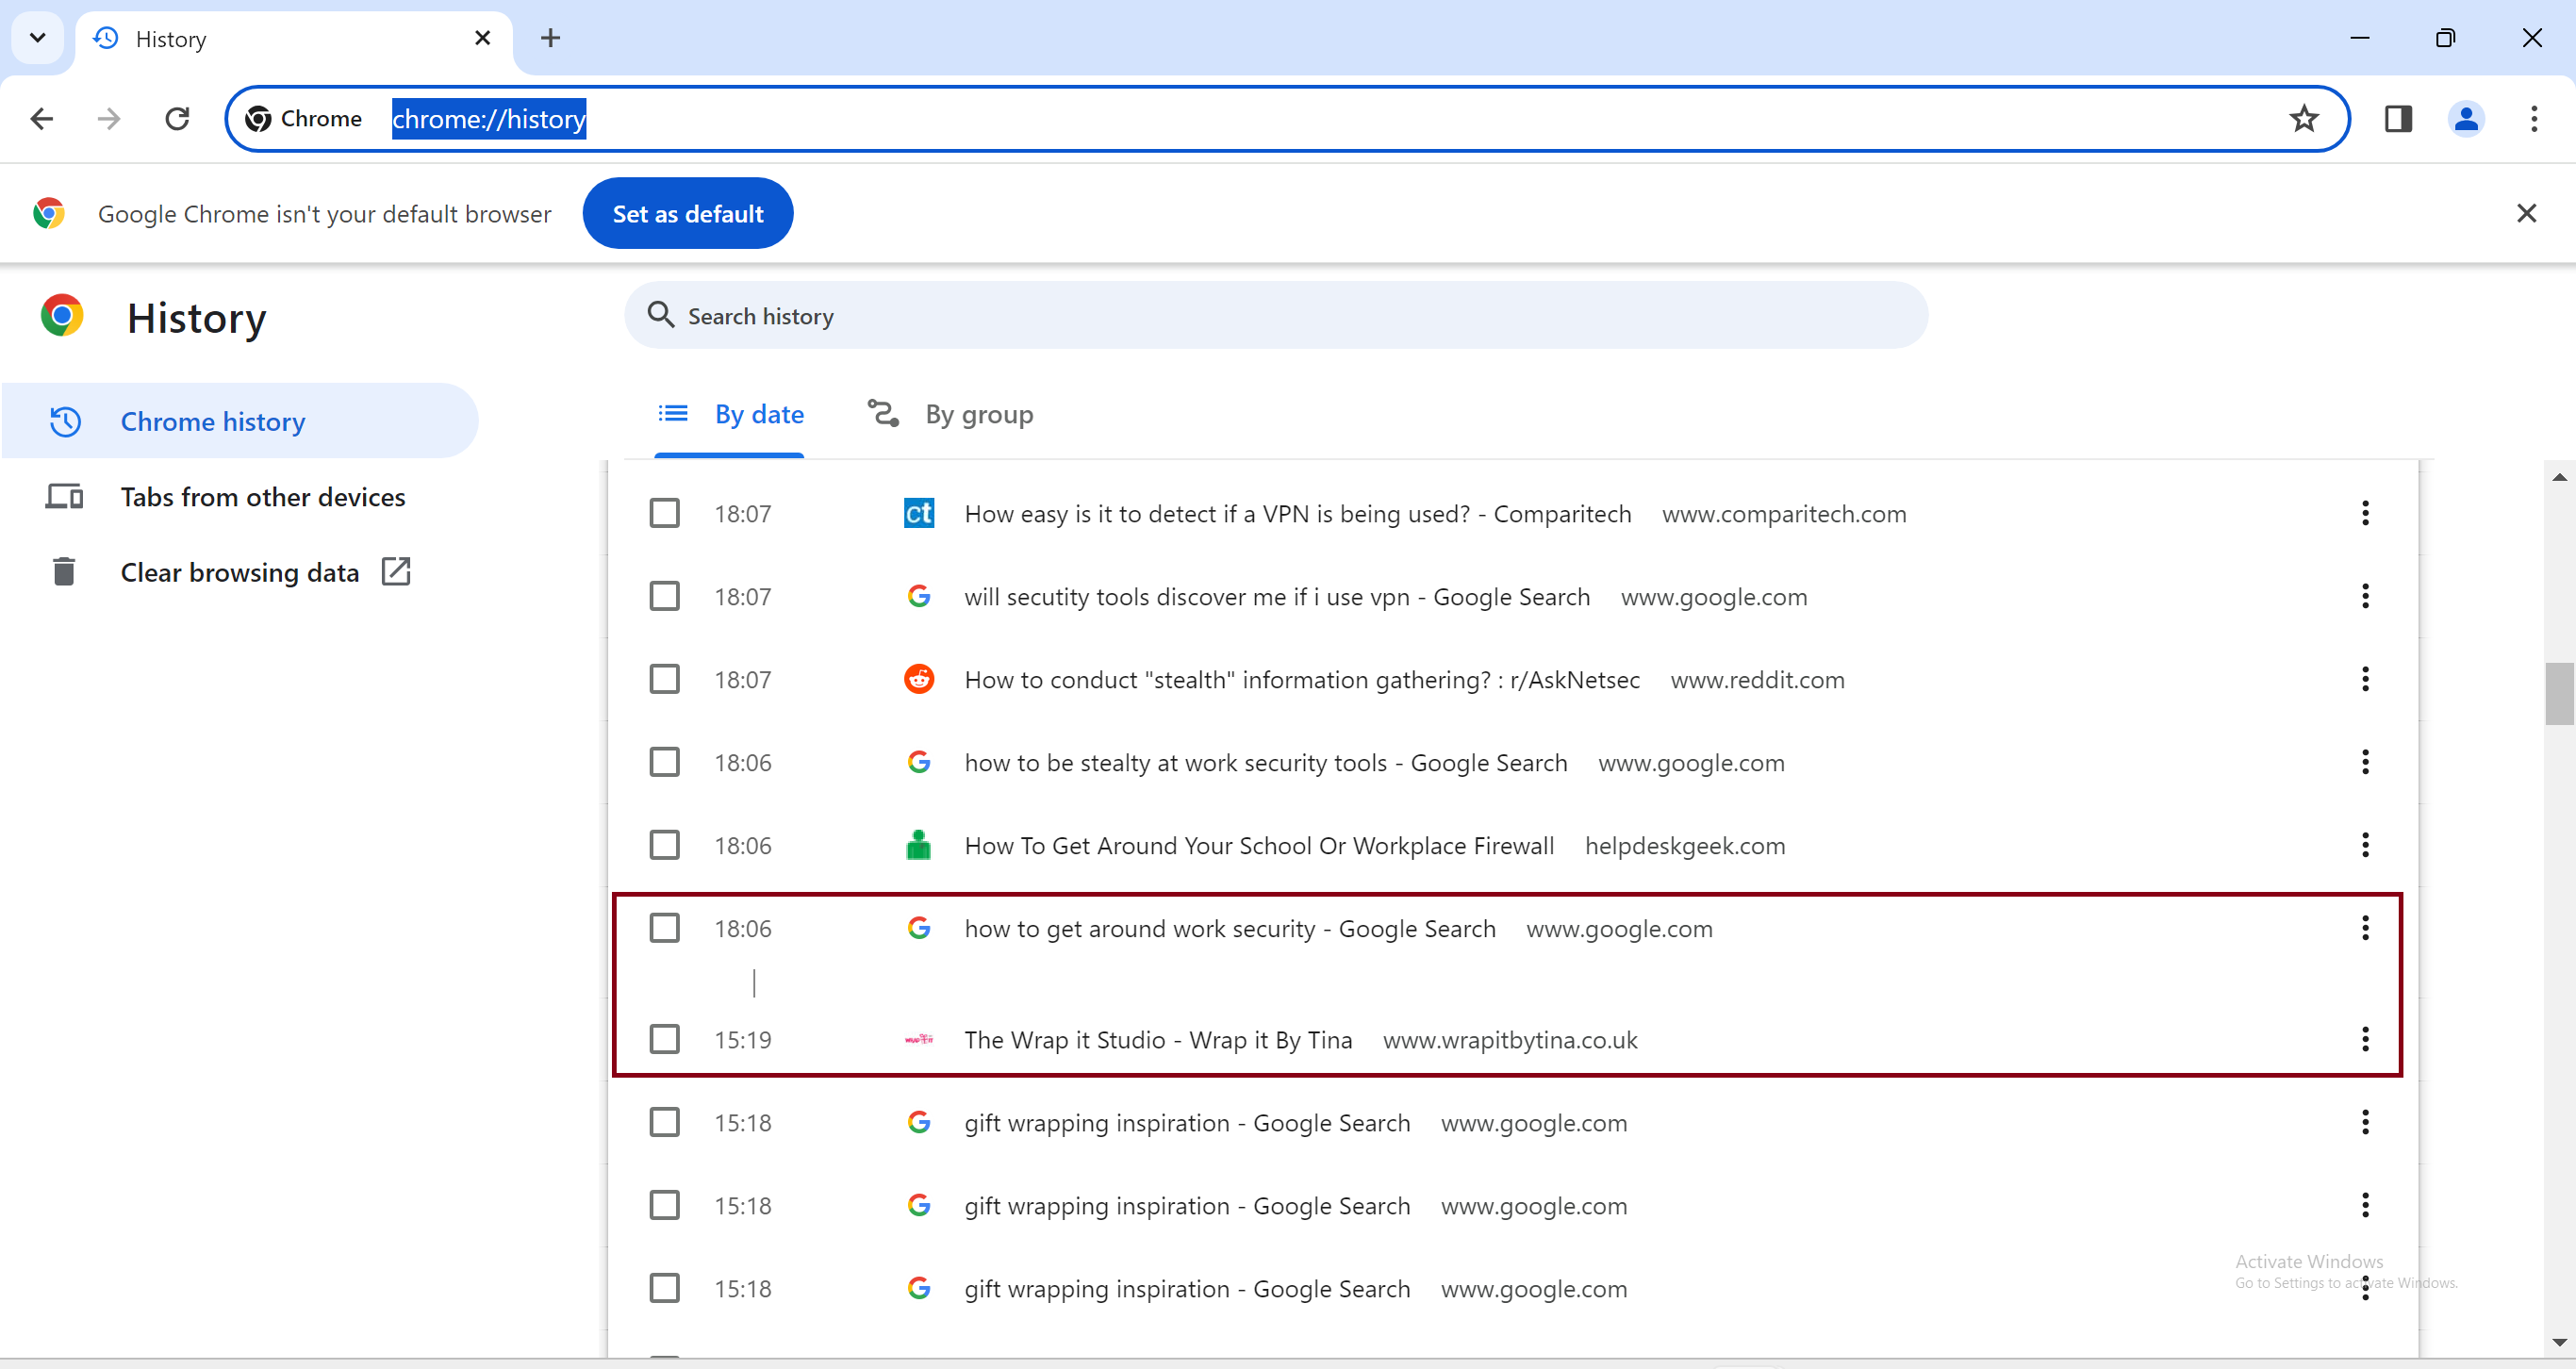 History
Chrome chrome://history
Google Chrome isn't your default browser Set as default
History
Search history
Chrome history
Tabs from other devices
Clear browsing data
By date By group
18:07 ct How easy is it to detect if a VPN is being used? - Comparitech www.comparitech.com
18:07 will secutity tools discover me if i use vpn - Google Search www.google.com
18:07 How to conduct "stealth" information gathering? : r/AskNetsec www.reddit.com
18:06 how to be stealty at work security tools - Google Search www.google.com
18:06 How To Get Around Your School Or Workplace Firewall helpdeskgeek.com
18:06 how to get around work security - Google Search www.google.com
15:19 WRAP IT The Wrap it Studio - Wrap it By Tina www.wrapitbytina.co.uk
15:18 gift wrapping inspiration - Google Search www.google.com
15:18 gift wrapping inspiration - Google Search www.google.com
15:18 gift wrapping inspiration - Google Search www.google.com
Activate Windows
Go to Settings to activate Windows.